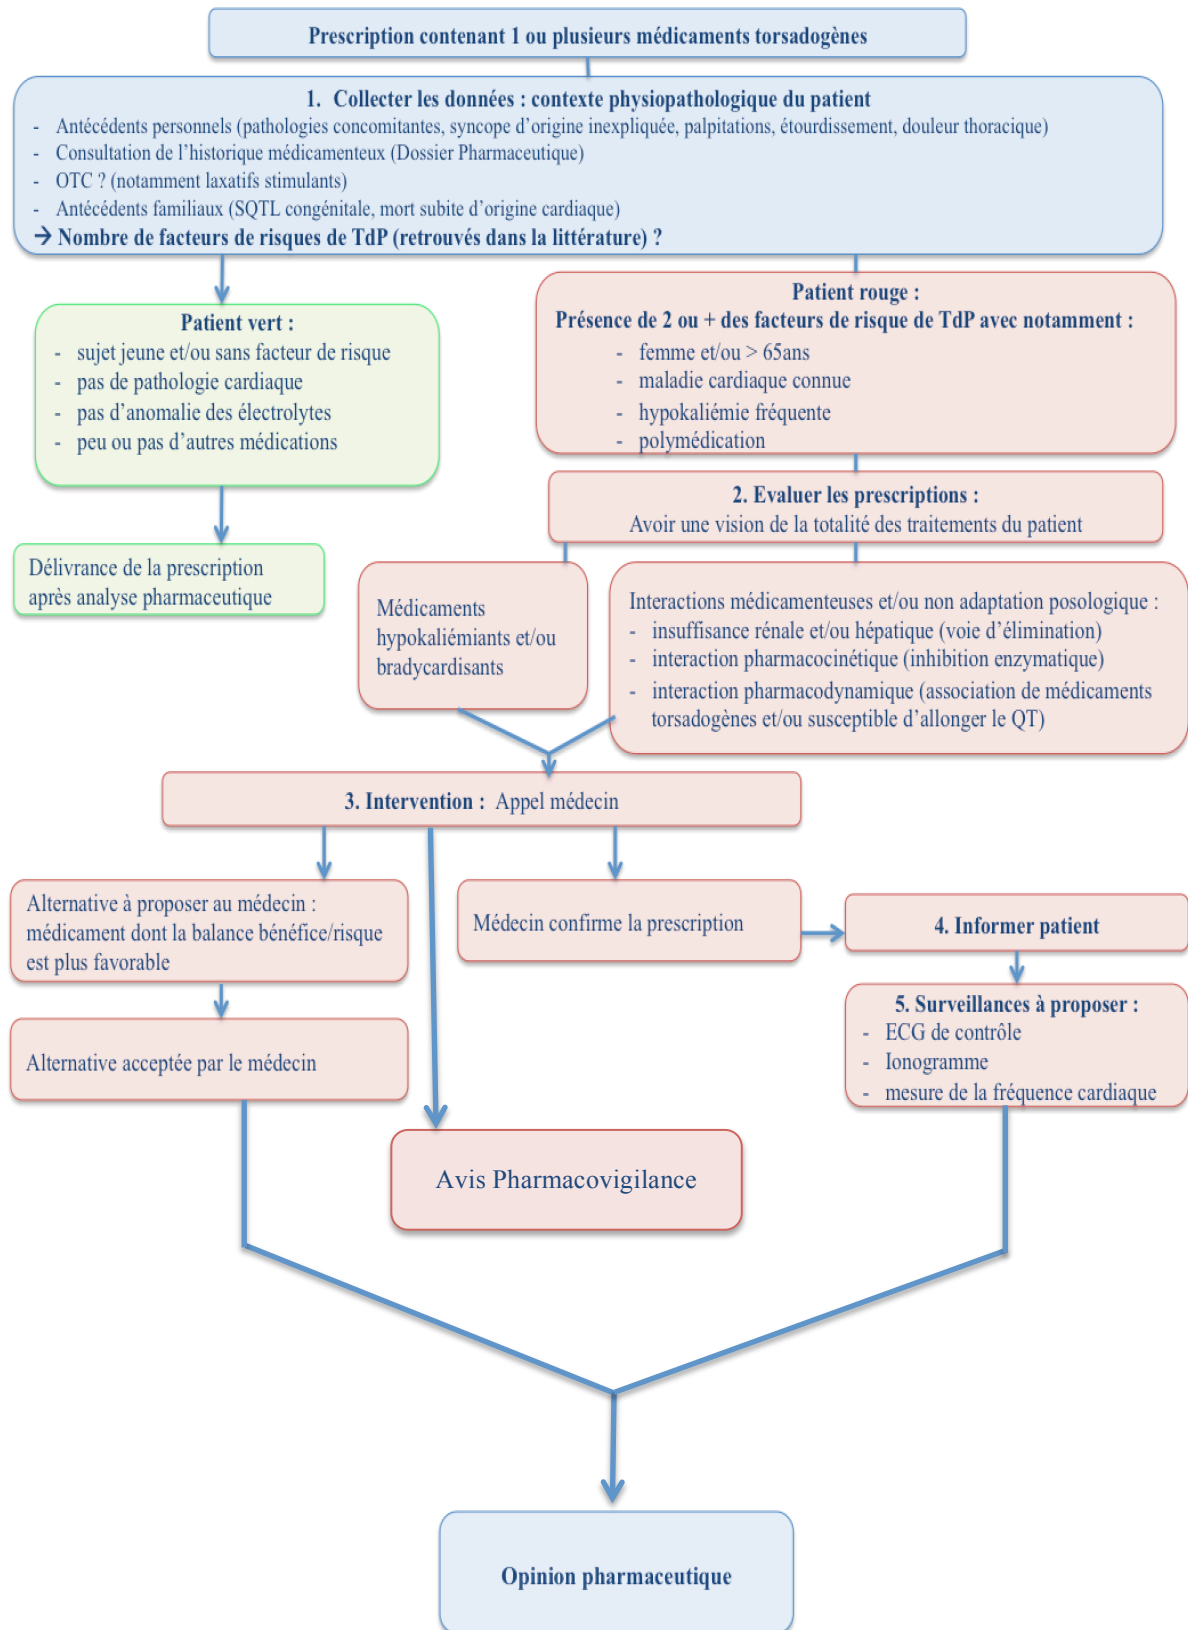 Prescription contenant 1 ou plusieurs médicaments torsadogènes
1. Collecter les données : contexte physiopathologique du patient
- Antécédents personnels (pathologies concomitantes, syncope d'origine inexpliquée, palpitations, étourdissement, douleur thoracique)
- Consultation de l'historique médicamenteux (Dossier Pharmaceutique)
- OTC ? (notamment laxatifs stimulants)
- Antécédents familiaux (SQTL congénitale, mort subite d'origine cardiaque)
→ Nombre de facteurs de risques de TdP (retrouvés dans la littérature) ?
Patient vert :
- sujet jeune et/ou sans facteur de risque
- pas de pathologie cardiaque
- pas d'anomalie des électrolytes
- peu ou pas d'autres médications
Patient rouge :
Présence de 2 ou + des facteurs de risque de TdP avec notamment :
- femme et/ou > 65ans
- maladie cardiaque connue
- hypokaliémie fréquente
- polymédication
Délivrance de la prescription
après analyse pharmaceutique
2. Evaluer les prescriptions :
Avoir une vision de la totalité des traitements du patient
Médicaments
hypokaliémiants et/ou
bradycardisants
Interactions médicamenteuses et/ou non adaptation posologique :
- insuffisance rénale et/ou hépatique (voie d'élimination)
- interaction pharmacocinétique (inhibition enzymatique)
- interaction pharmacodynamique (association de médicaments
torsadogènes et/ou susceptible d'allonger le QT)
3. Intervention : Appel médecin
Alternative à proposer au médecin :
médicament dont la balance bénéfice/risque
est plus favorable
Médecin confirme la prescription
4. Informer patient
Alternative acceptée par le médecin
5. Surveillances à proposer :
- ECG de contrôle
- Ionogramme
- mesure de la fréquence cardiaque
Avis Pharmacovigilance
Opinion pharmaceutique